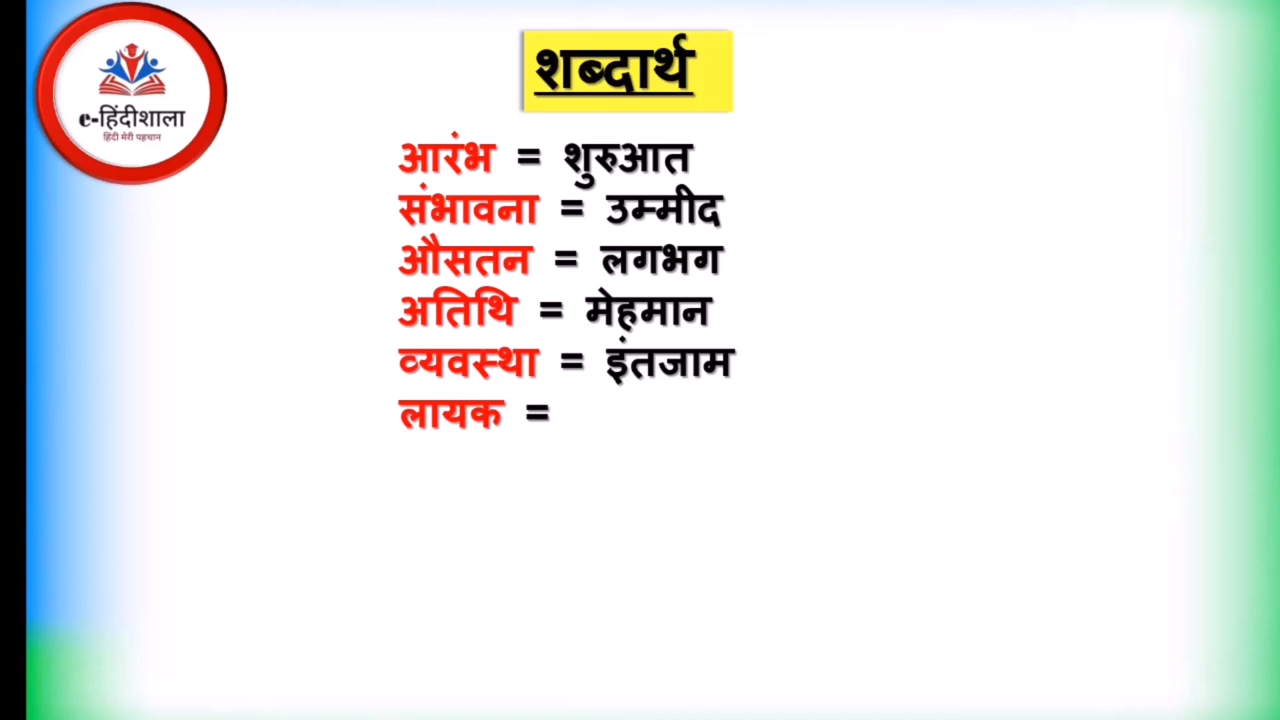 e-हिंदीशाला
हिंदी मेरी पहचान
शब्दार्थ
आरंभ = शुरुआत
संभावना = उम्मीद
औसतन = लगभग
अतिथि = मेहमान
व्यवस्था = इंतजाम
लायक =